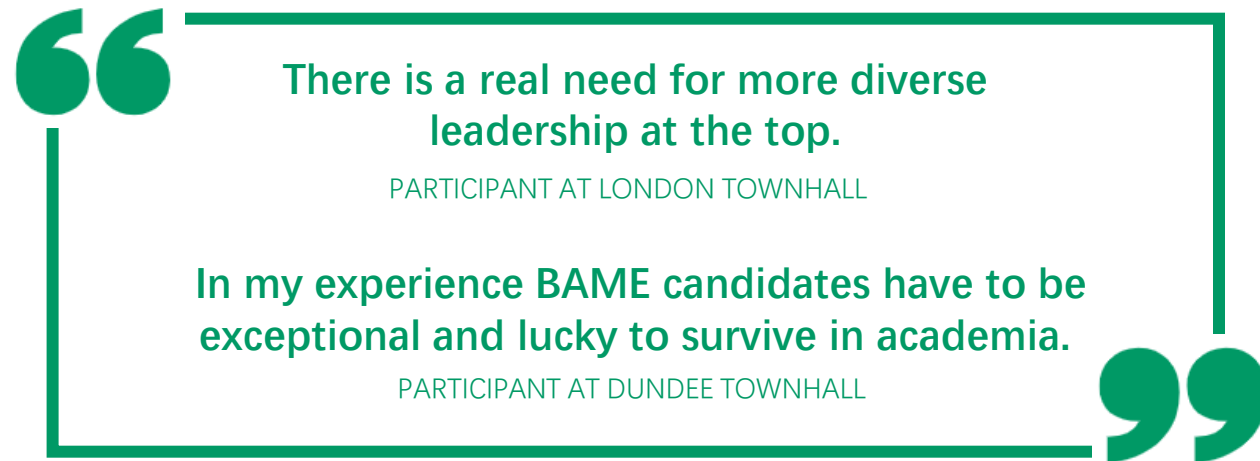 There is a real need for more diverse
leadership at the top.
PARTICIPANT AT LONDON TOWNHALL
In my experience BAME candidates have to be
exceptional and lucky to survive in academia.
PARTICIPANT AT DUNDEE TOWNHALL